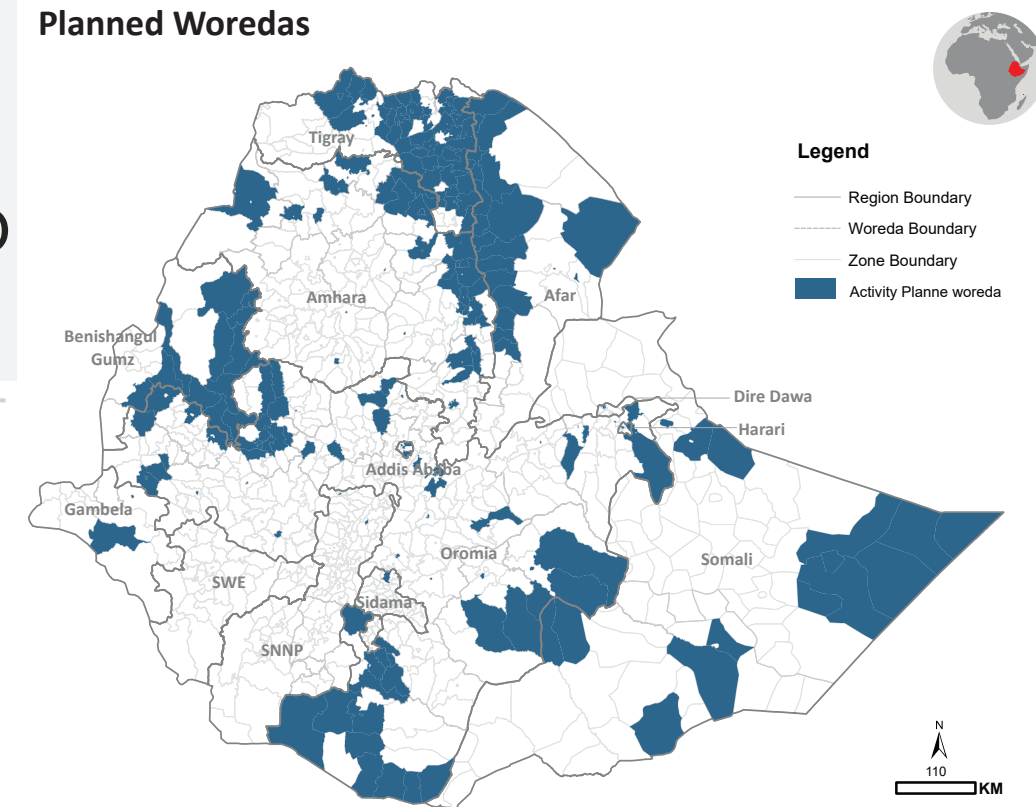 Planned Woredas
Legend
Region Boundary
Woreda Boundary
Zone Boundary
Activity Planne woreda
Tigray
Amhara
Afar
Benishangul
Gumz
Dire Dawa
Harari
Addis Ababa
Gambela
Oromia
Somali
SWE
Sidama
SNNP
N
110
KM